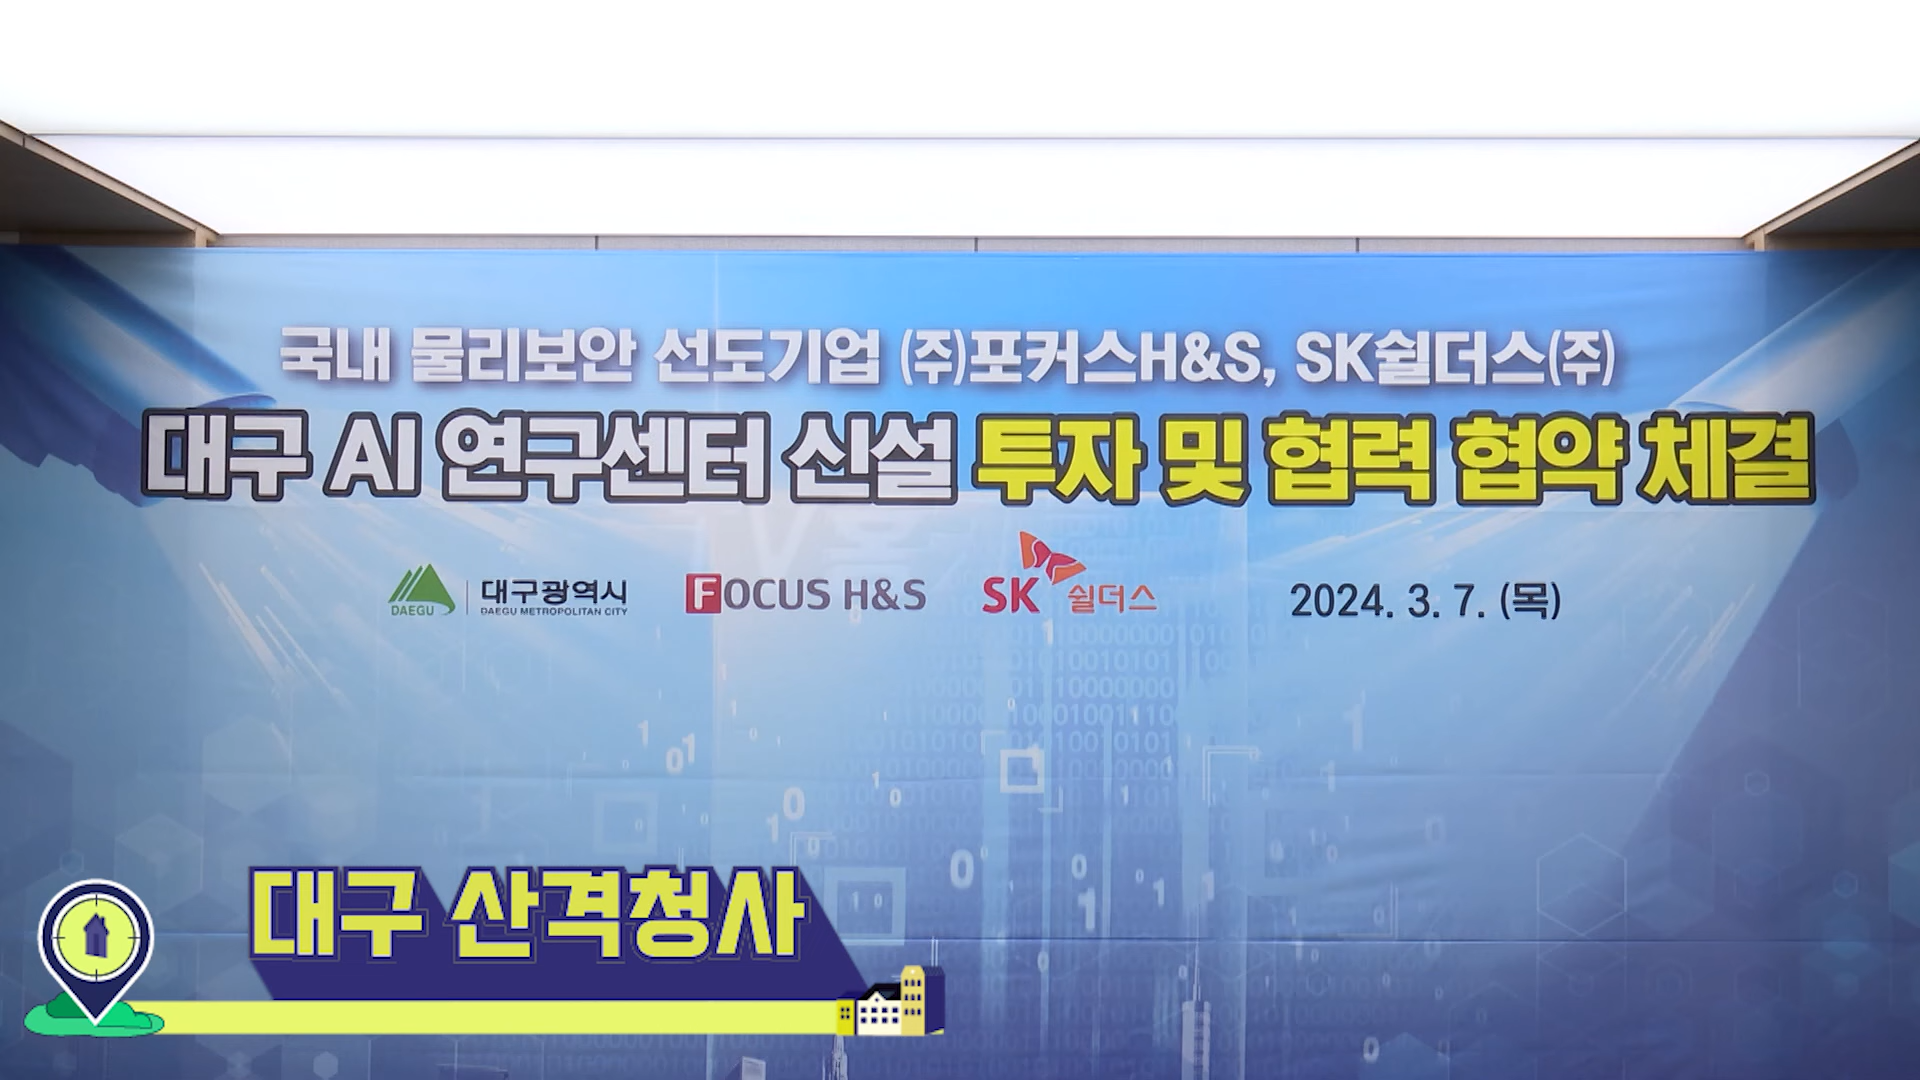 국내 물리보안 선도기업 (주)포커스H&S, SK쉴더스(주)
대구 AI 연구센터 신설 투자 및 협력 협약 체결
DAEGU 대구광역시
DAEGU METROPOLITAN CITY
FOCUS H&S
SK 쉴더스
2024. 3. 7. (목)
대구 산격청사